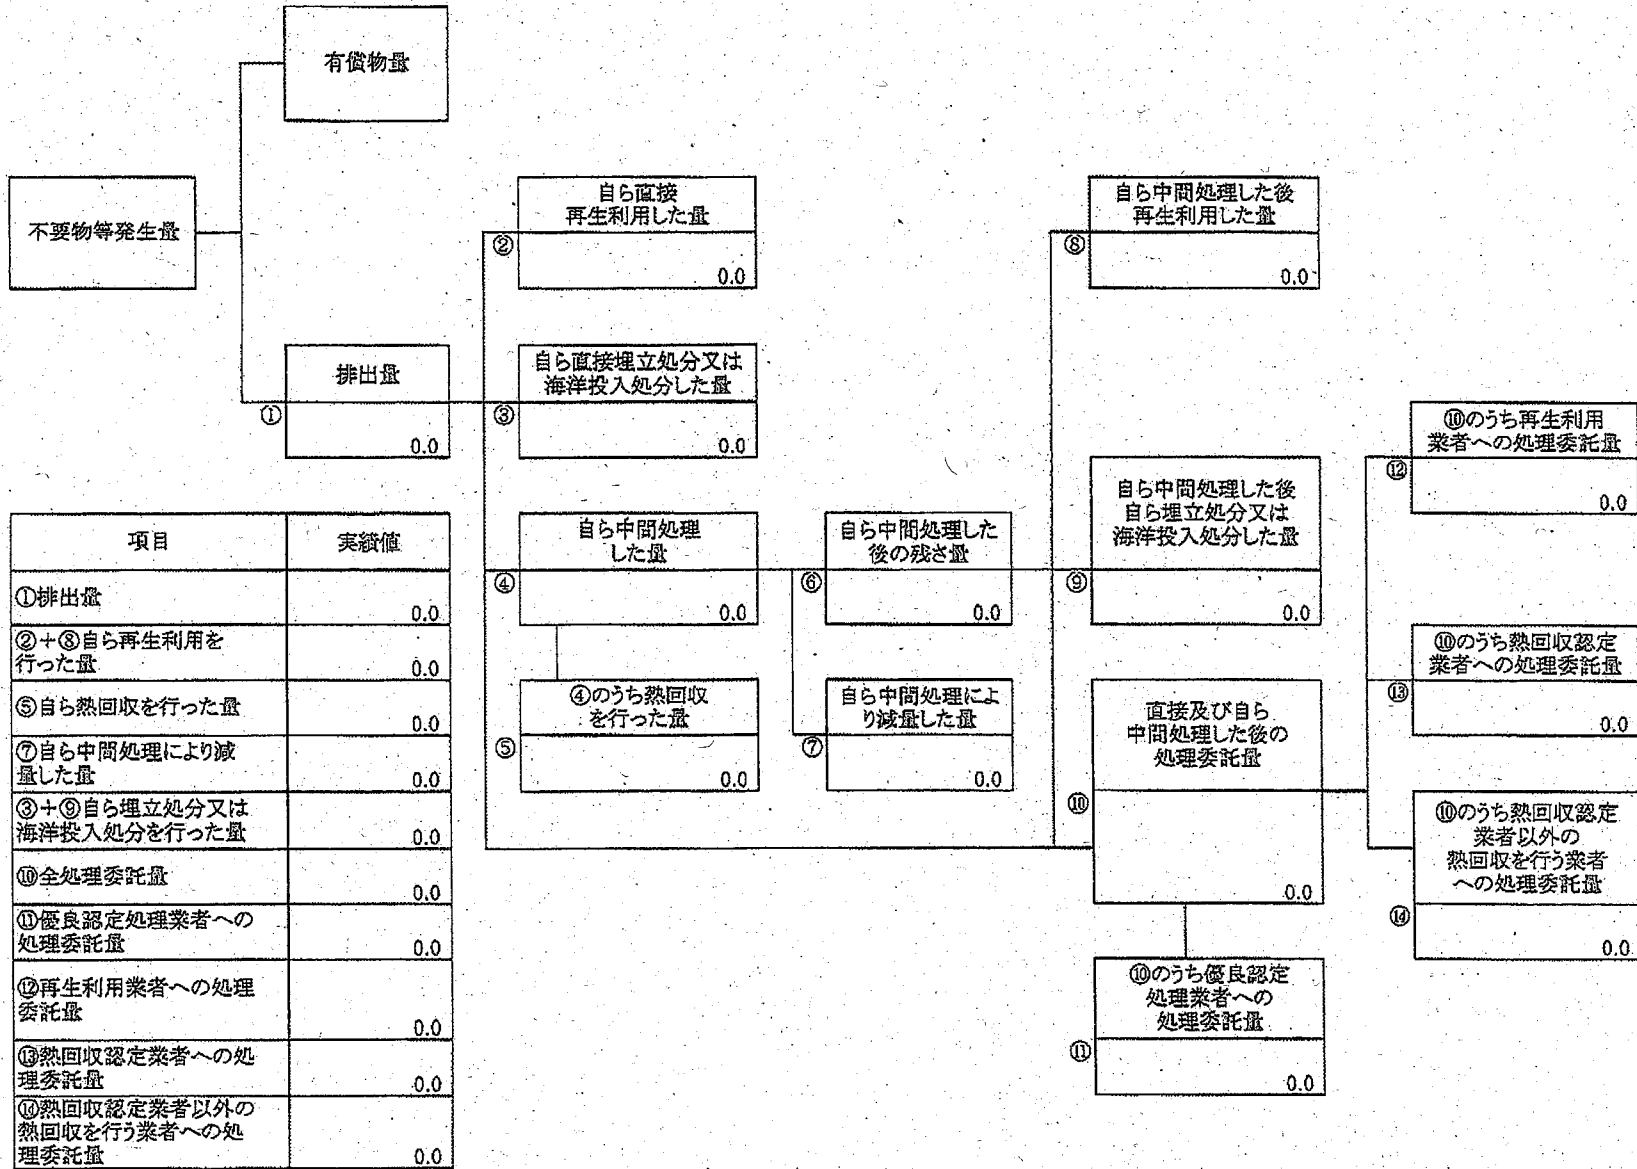 有償物量
不要物等発生量
排出量
①
0.0
自ら直接
再生利用した量
②
0.0
自ら直接埋立処分又は
海洋投入処分した量
③
0.0
自ら中間処理
した量
④
0.0
④のうち熱回収
を行った量
⑤
0.0
自ら中間処理した
後の残さ量
⑥
0.0
自ら中間処理によ
り減量した量
⑦
0.0
自ら中間処理した後
再生利用した量
⑧
0.0
自ら中間処理した後
自ら埋立処分又は
海洋投入処分した量
⑨
0.0
直接及び自ら
中間処理した後の
処理委託量
⑩
0.0
⑩のうち優良認定
処理業者への
処理委託量
⑪
0.0
⑩のうち再生利用
業者への処理委託量
⑫
0.0
⑩のうち熱回収認定
業者への処理委託量
⑬
0.0
⑩のうち熱回収認定
業者以外の
熱回収を行う業者
への処理委託量
⑭
0.0
項目 実績値
①排出量
0.0
②+⑧自ら再生利用を
行った量 0.0
⑤自ら熱回収を行った量
0.0
⑦自ら中間処理により減
量した量 0.0
③+⑨自ら埋立処分又は
海洋投入処分を行った量 0.0
⑩全処理委託量
0.0
⑪優良認定処理業者への
処理委託量 0.0
⑫再生利用業者への処理
委託量
0.0
⑬熱回収認定業者への処
理委託量 0.0
⑭熱回収認定業者以外の
熱回収を行う業者への処
理委託量 0.0